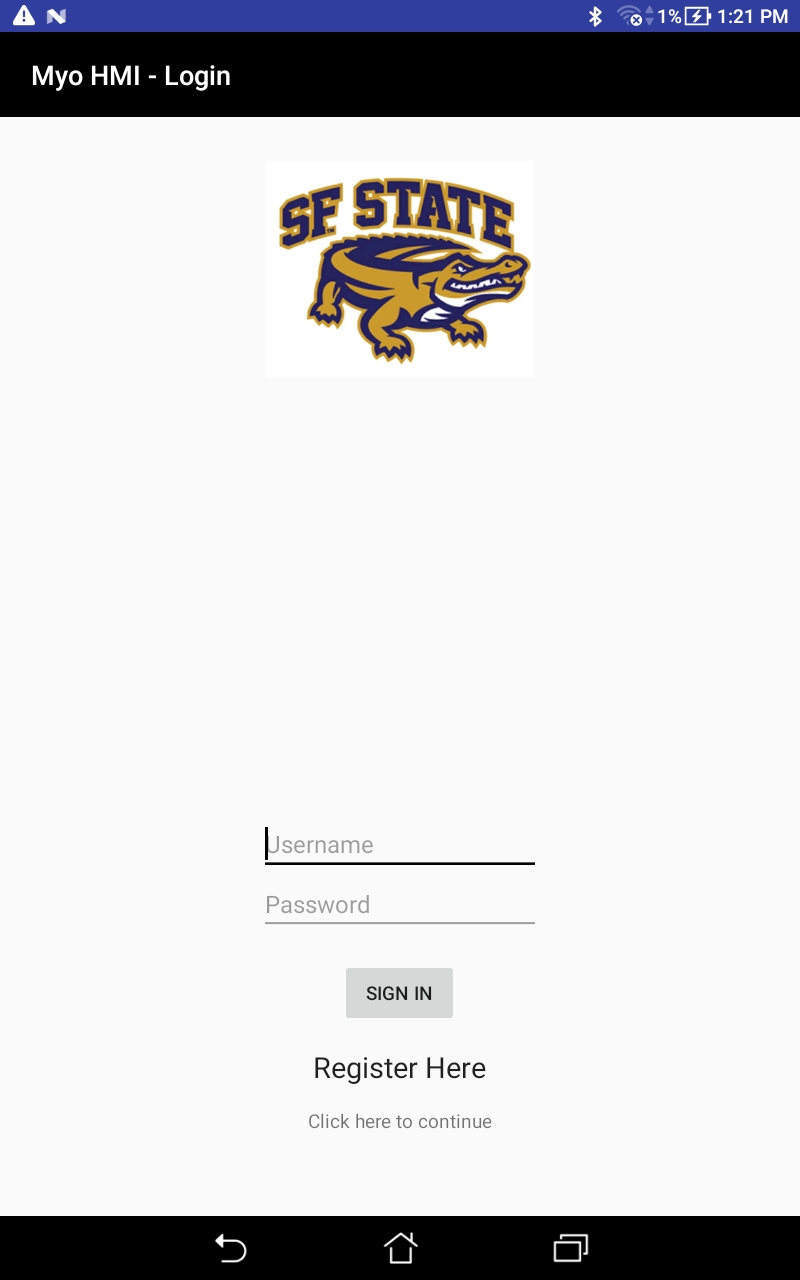 1% 1:21 PM
Myo HMI - Login
SF STATE
Username
Password
SIGN IN
Register Here
Click here to continue